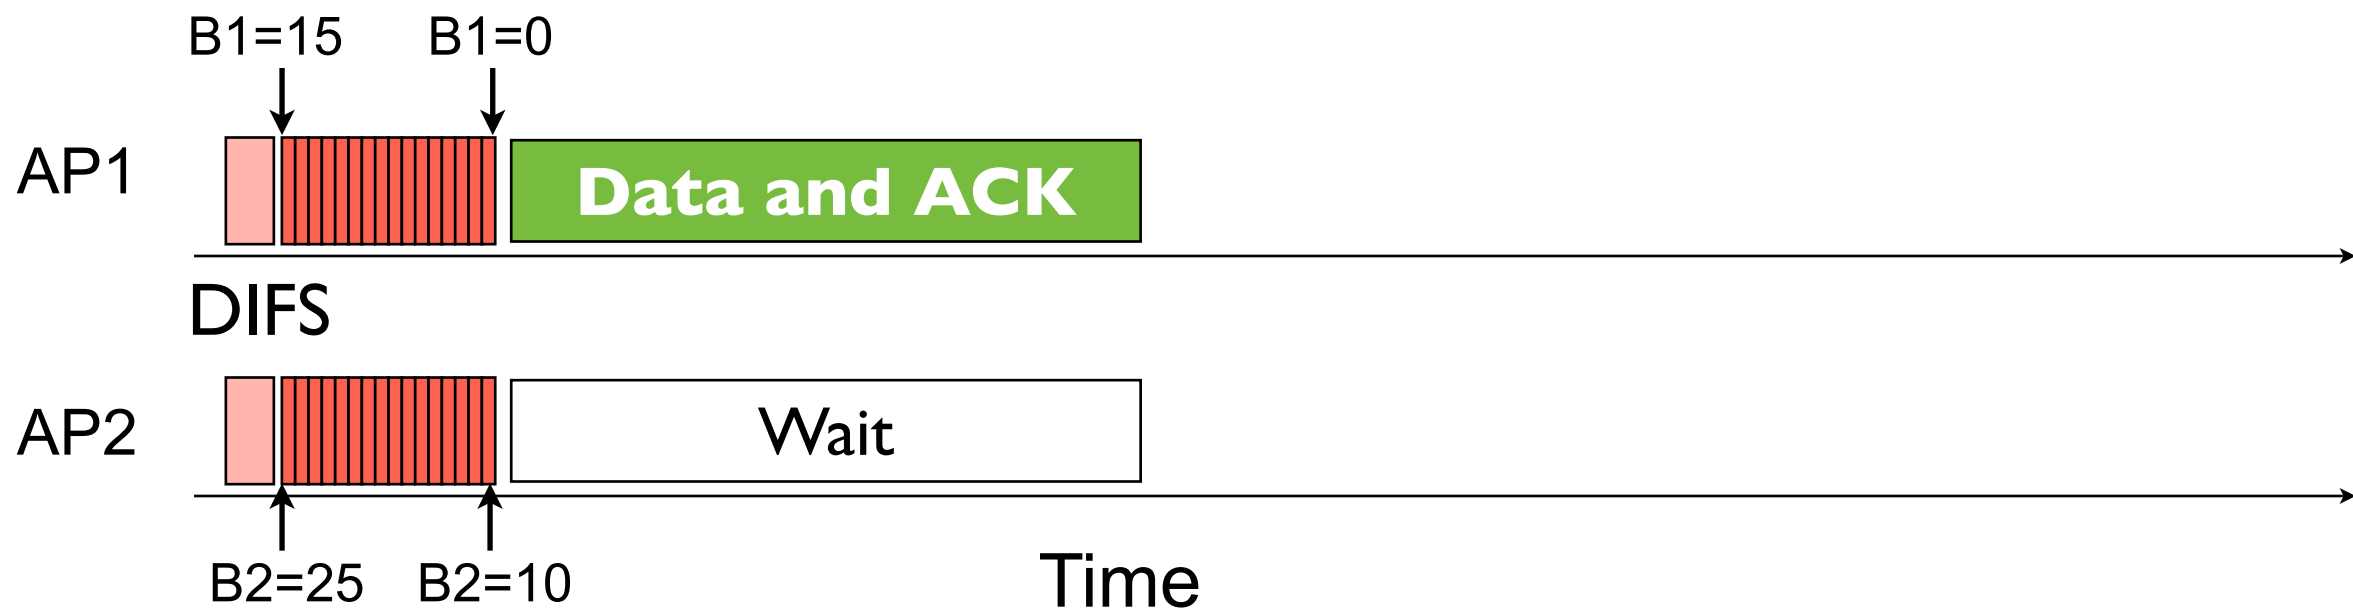 B1=15 B1=0
AP1 Data and ACK
DIFS
AP2 Wait
B2=25 B2=10
Time